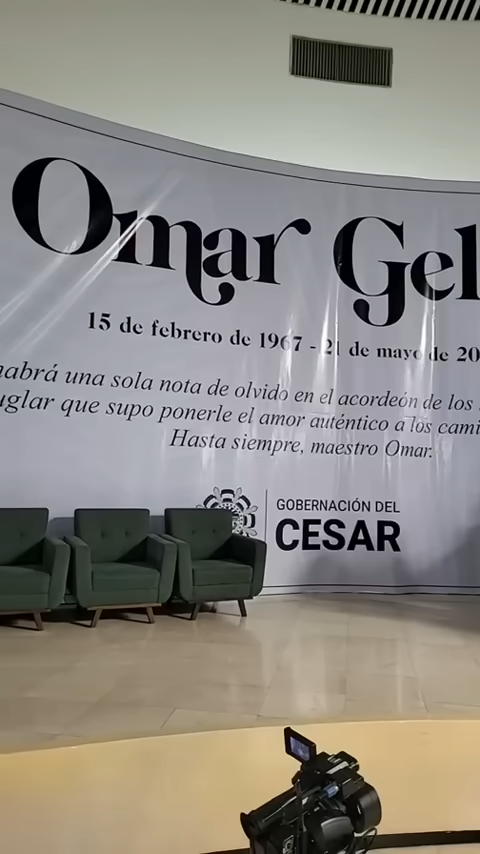 Omar Gel
15 de febrero de 1967 - 21 de mayo de 20
habrá una sola nota de olvido en el acordeón de los
uglar que supo ponerle el amor auténtico a los cami
Hasta siempre, maestro Omar.
GOBERNACIÓN DEL
CESAR